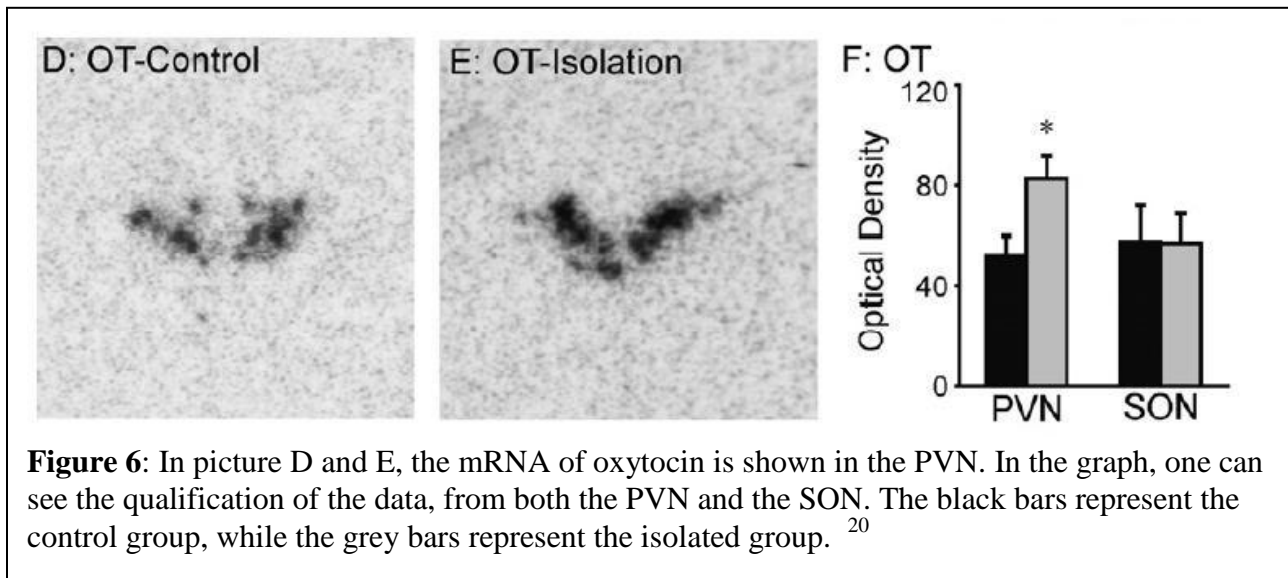 D: OT-Control
E: OT-Isolation
F: OT
Optical Density
120
80
40
0
*
PVN
SON
Figure 6: In picture D and E, the mRNA of oxytocin is shown in the PVN. In the graph, one can
see the qualification of the data, from both the PVN and the SON. The black bars represent the
control group, while the grey bars represent the isolated group. 20